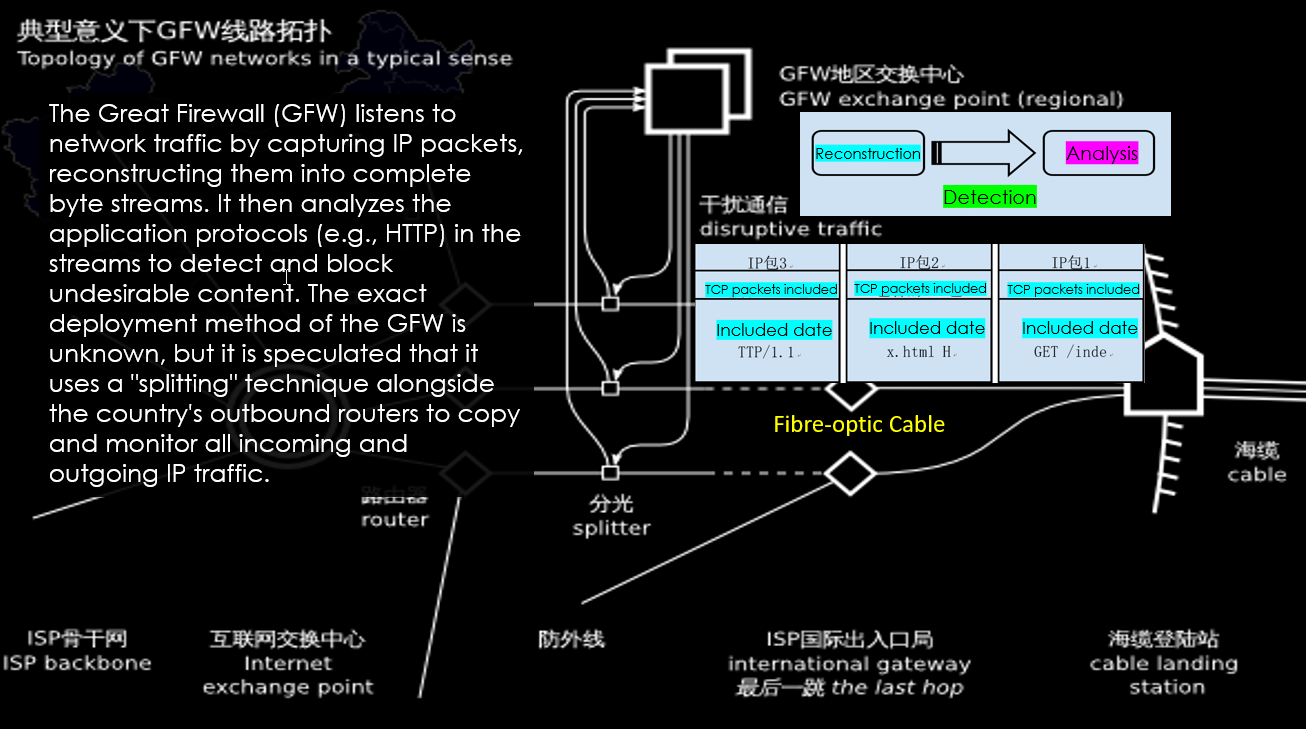 典型意义下GFW线路拓扑
Topology of GFW networks in a typical sense
The Great Firewall (GFW) listens to
network traffic by capturing IP packets,
reconstructing them into complete
byte streams. It then analyzes the
application protocols (e.g., HTTP) in the
streams to detect and block
undesirable content. The exact
deployment method of the GFW is
unknown, but it is speculated that it
uses a "splitting" technique alongside
the country's outbound routers to copy
and monitor all incoming and
outgoing IP traffic.
GFW地区交换中心
GFW exchange point (regional)
Reconstruction
Analysis
Detection
干扰通信
disruptive traffic
IP包3
IP包2
IP包1
TCP packets included
TCP packets included
TCP packets included
Included date
Included date
Included date
TTP/1.1
x.html H
GET /inde
Fibre-optic Cable
海缆
cable
路由器
router
分光
splitter
ISP骨干网
ISP backbone
互联网交换中心
Internet
exchange point
防外线
ISP国际出入口局
international gateway
最后一跳 the last hop
海缆登陆站
cable landing
station